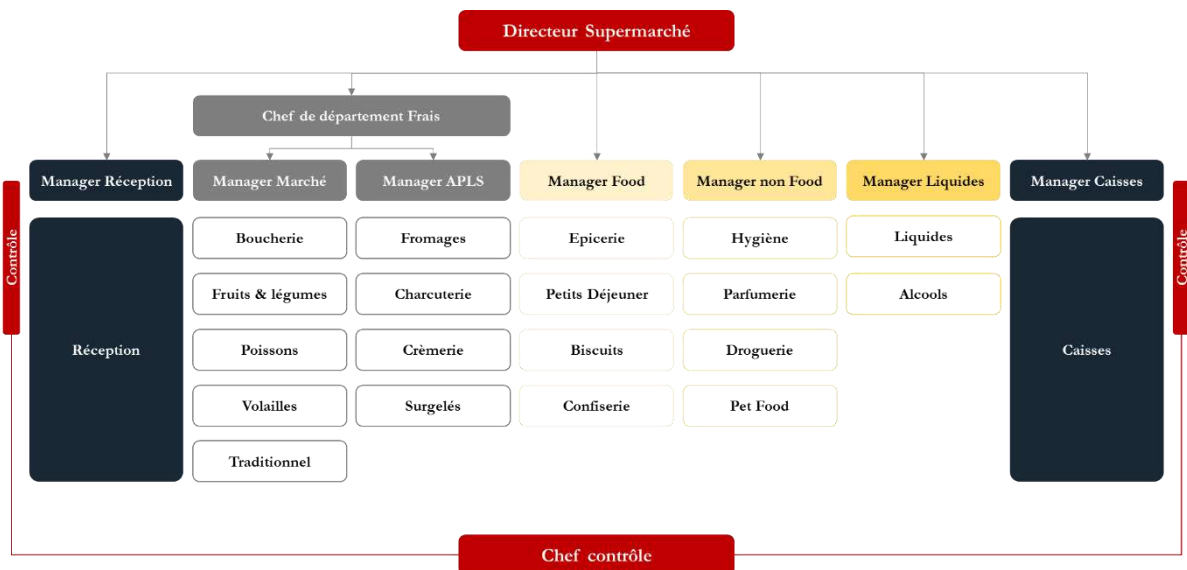 Directeur Supermarché
Chef de département Frais
Manager Réception
Manager Marché
Manager APLS
Manager Food
Manager non Food
Manager Liquides
Manager Caisses
Contrôle
Réception
Boucherie
Fruits & légumes
Poissons
Volailles
Traditionnel
Fromages
Charcuterie
Crèmerie
Surgelés
Epicerie
Petits Déjeuner
Biscuits
Confiserie
Hygiène
Parfumerie
Droguerie
Pet Food
Liquides
Alcools
Caisses
Contrôle
Chef contrôle